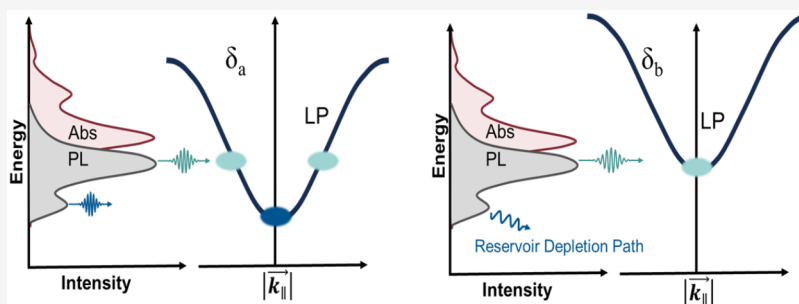 Energy
Abs
PL
Intensity
δa
LP
|k∥|
Energy
Abs
PL
Reservoir Depletion Path
Intensity
δb
LP
|k∥|